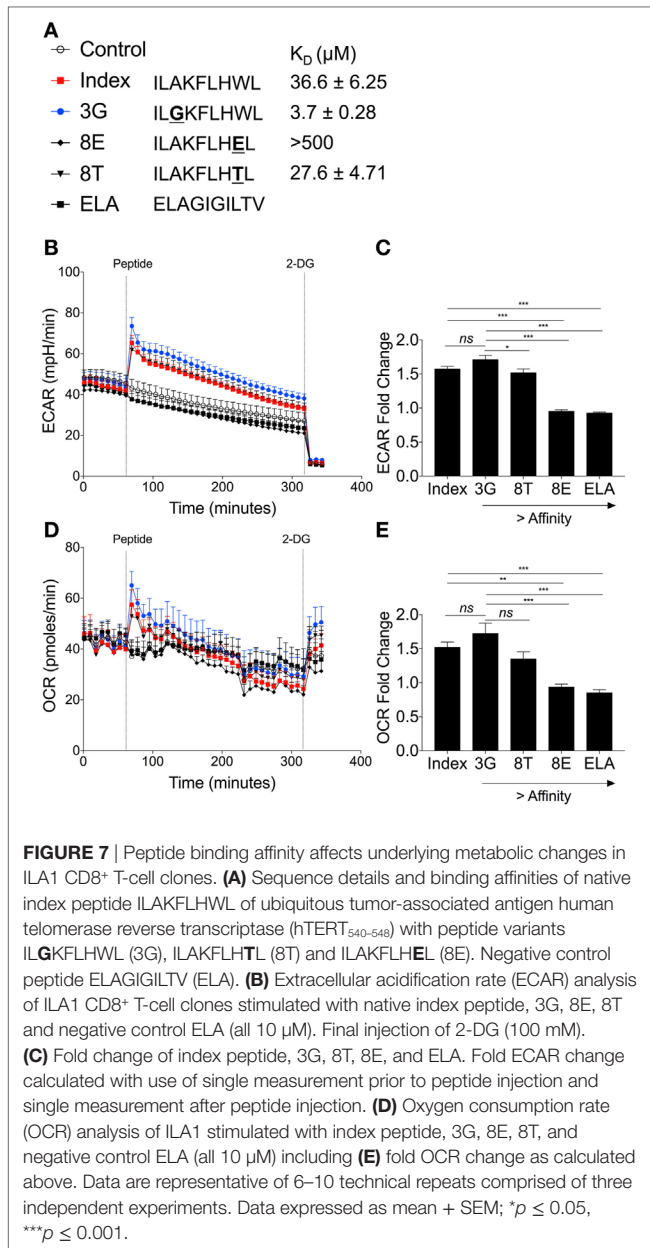 A
Control K_D (μM)
Index ILAKFLHWL 36.6 ± 6.25
3G ILGKFLHWL 3.7 ± 0.28
8E ILAKFLHEL >500
8T ILAKFLHTL 27.6 ± 4.71
ELA ELAGIGILTV
B
Peptide 2-DG
100
80
60
40
20
0
ECAR (mpH/min)
0 100 200 300 400
Time (minutes)
C
***
***
***
ns ***
*
2.0
1.5
1.0
0.5
0.0
ECAR Fold Change
Index 3G 8T 8E ELA
> Affinity
D
Peptide 2-DG
80
60
40
20
0
OCR (pmoles/min)
0 100 200 300 400
Time (minutes)
E
***
**
***
ns ns ***
2.0
1.5
1.0
0.5
0.0
OCR Fold Change
Index 3G 8T 8E ELA
> Affinity
FIGURE 7 | Peptide binding affinity affects underlying metabolic changes in
ILA1 CD8⁺ T-cell clones. (A) Sequence details and binding affinities of native
index peptide ILAKFLHWL of ubiquitous tumor-associated antigen human
telomerase reverse transcriptase (hTERT₅₄₀₋₅₄₈) with peptide variants
ILGKFLHWL (3G), ILAKFLHTL (8T) and ILAKFLHEL (8E). Negative control
peptide ELAGIGILTV (ELA). (B) Extracellular acidification rate (ECAR) analysis
of ILA1 CD8⁺ T-cell clones stimulated with native index peptide, 3G, 8E, 8T
and negative control ELA (all 10 μM). Final injection of 2-DG (100 mM).
(C) Fold change of index peptide, 3G, 8T, 8E, and ELA. Fold ECAR change
calculated with use of single measurement prior to peptide injection and
single measurement after peptide injection. (D) Oxygen consumption rate
(OCR) analysis of ILA1 stimulated with index peptide, 3G, 8E, 8T, and
negative control ELA (all 10 μM) including (E) fold OCR change as calculated
above. Data are representative of 6–10 technical repeats comprised of three
independent experiments. Data expressed as mean + SEM; *p ≤ 0.05,
***p ≤ 0.001.